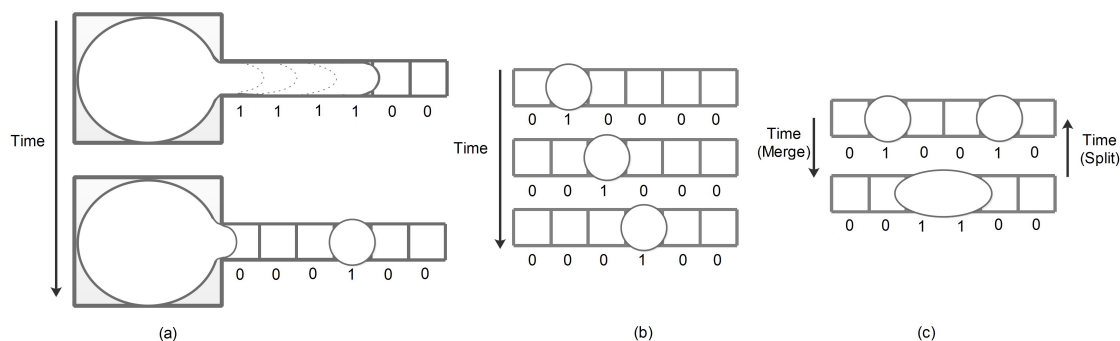 Time
1 1 1 1 0 0
0 0 0 1 0 0
(a)
Time
0 1 0 0 0 0
0 0 1 0 0 0
0 0 0 1 0 0
(b)
Time
(Merge)
0 1 0 0 1 0
0 0 1 1 0 0
Time
(Split)
(c)